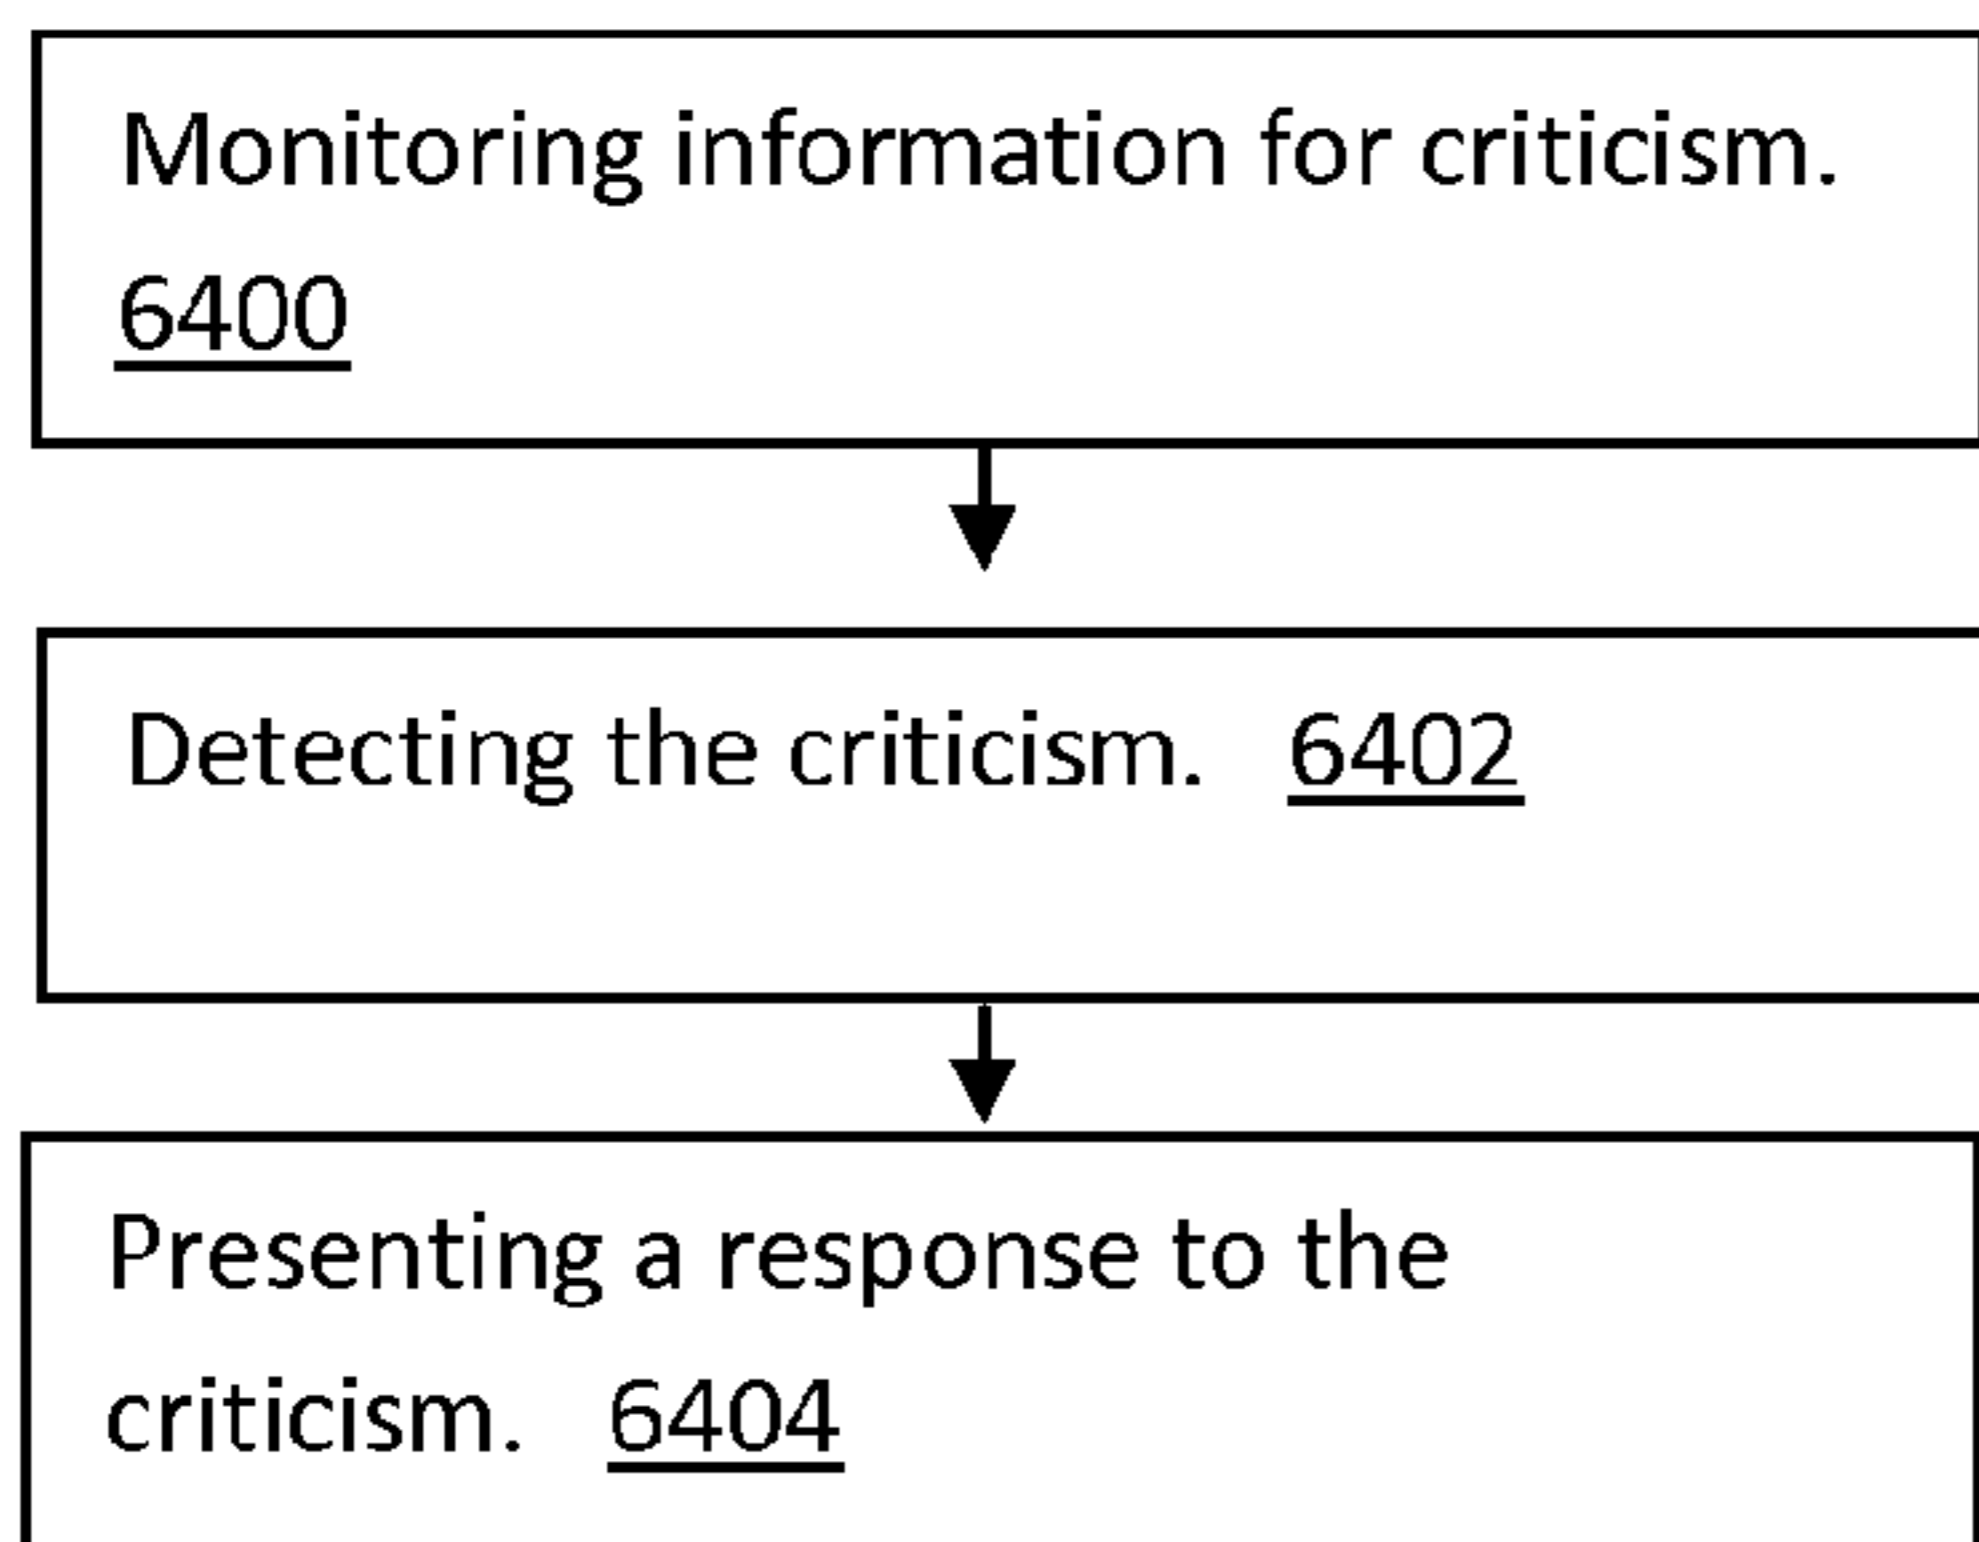 Monitoring information for criticism.
6400
Detecting the criticism. 6402
Presenting a response to the
criticism. 6404